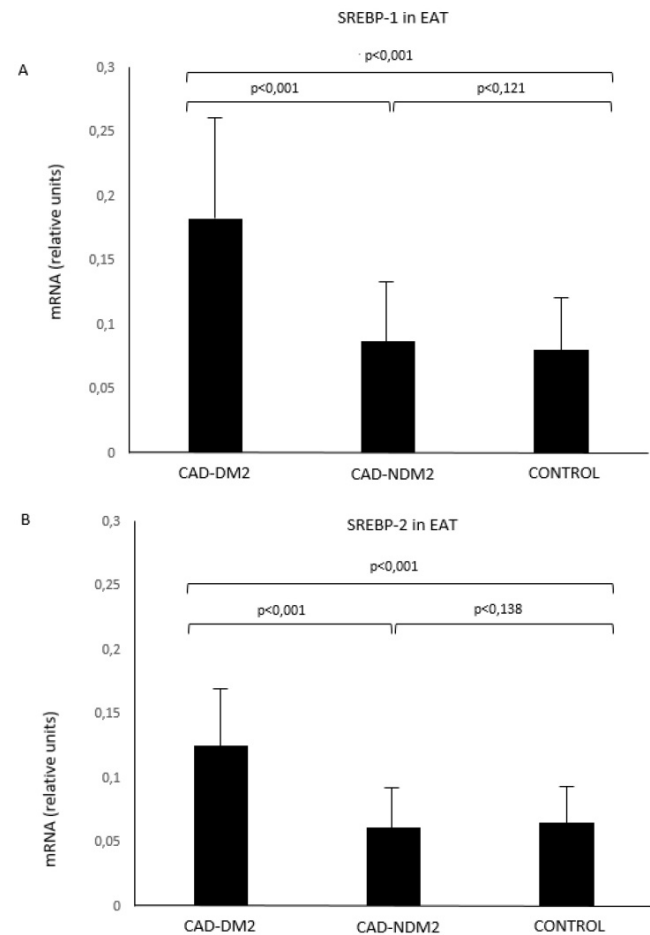 SREBP-1 in EAT
A
p<0,001
p<0,001 p<0,121
mRNA (relative units)
0,3
0,25
0,2
0,15
0,1
0,05
0
CAD-DM2 CAD-NDM2 CONTROL
B
SREBP-2 in EAT
p<0,001
p<0,001 p<0,138
mRNA (relative units)
0,3
0,25
0,2
0,15
0,1
0,05
0
CAD-DM2 CAD-NDM2 CONTROL